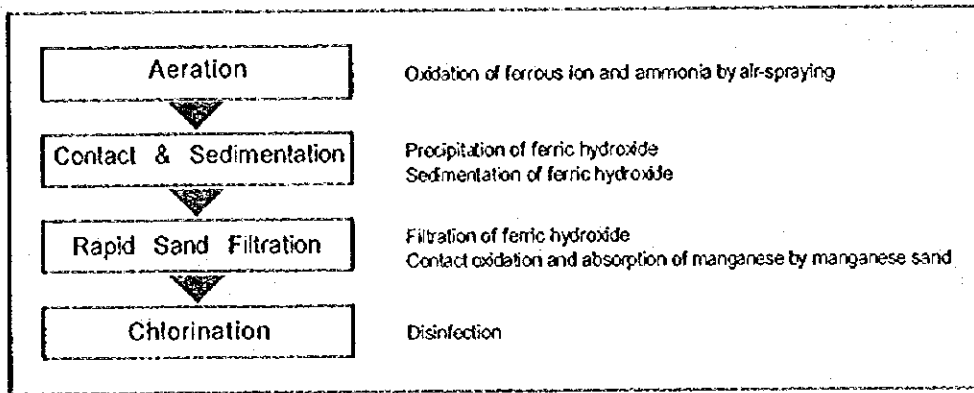 Aeration
Oxidation of ferrous ion and ammonia by air-spraying
Contact & Sedimentation
Precipitation of ferric hydroxide
Sedimentation of ferric hydroxide
Rapid Sand Filtration
Filtration of ferric hydroxide
Contact oxidation and absorption of manganese by manganese sand
Chlorination
Disinfection